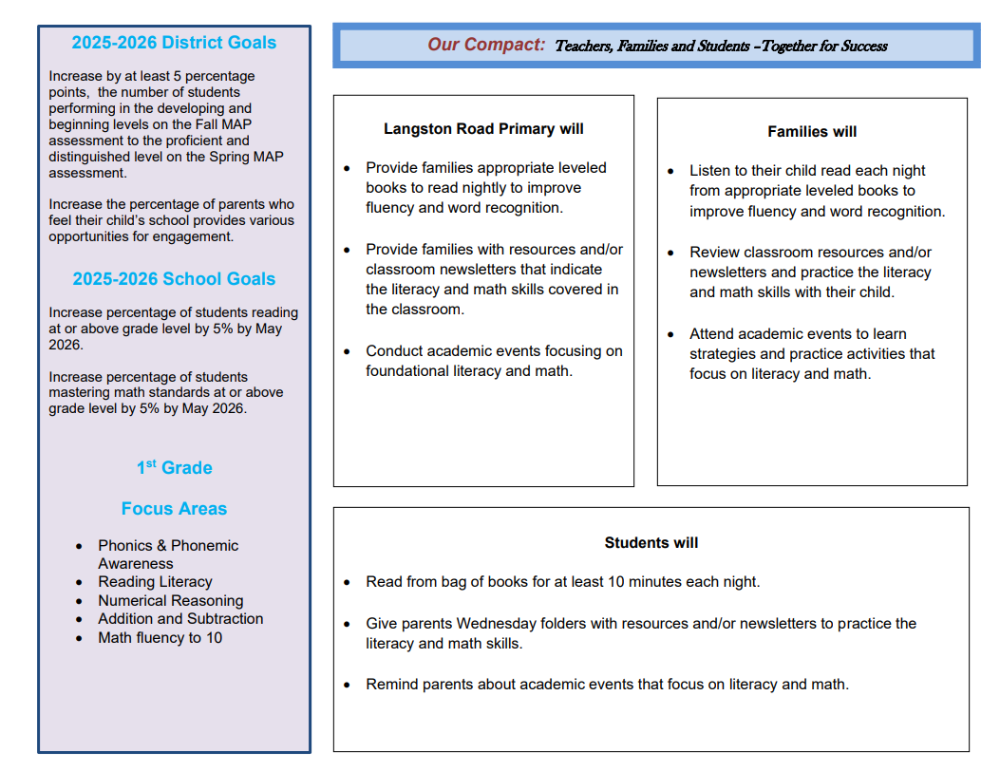 2025-2026 District Goals
Increase by at least 5 percentage
points,  the number of students
performing in the developing and
beginning levels on the Fall MAP
assessment to the proficient and
distinguished level on the Spring MAP
assessment.
Increase the percentage of parents who
feel their child's school provides various
opportunities for engagement.
2025-2026 School Goals
Increase percentage of students reading
at or above grade level by 5% by May
2026.
Increase percentage of students
mastering math standards at or above
grade level by 5% by May 2026.
1st Grade
Focus Areas
• Phonics & Phonemic
Awareness
• Reading Literacy
• Numerical Reasoning
• Addition and Subtraction
• Math fluency to 10
Our Compact: Teachers, Families and Students –Together for Success
Langston Road Primary will
• Provide families appropriate leveled
books to read nightly to improve
fluency and word recognition.
• Provide families with resources and/or
classroom newsletters that indicate
the literacy and math skills covered in
the classroom.
• Conduct academic events focusing on
foundational literacy and math.
Families will
• Listen to their child read each night
from appropriate leveled books to
improve fluency and word recognition.
• Review classroom resources and/or
newsletters and practice the literacy
and math skills with their child.
• Attend academic events to learn
strategies and practice activities that
focus on literacy and math.
Students will
• Read from bag of books for at least 10 minutes each night.
• Give parents Wednesday folders with resources and/or newsletters to practice the
literacy and math skills.
• Remind parents about academic events that focus on literacy and math.